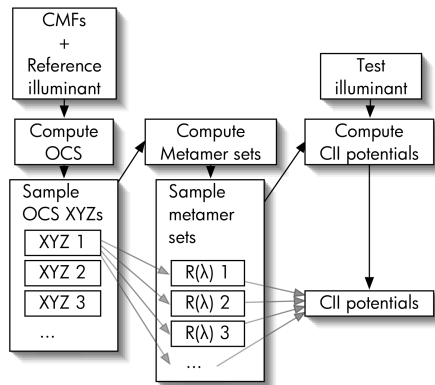 CMFs
+
Reference
illuminant
Test
illuminant
Compute
OCS
Compute
Metamer sets
Compute
CII potentials
Sample
OCS XYZs
XYZ 1
XYZ 2
XYZ 3
...
Sample
metamer
sets
R(λ) 1
R(λ) 2
R(λ) 3
...
CII potentials